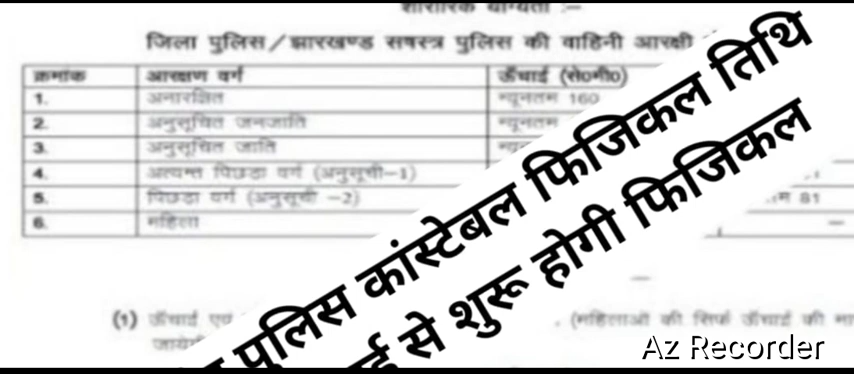 शारीरिक योग्यता :—
जिला पुलिस / झारखण्ड सषस्त्र पुलिस की वाहिनी आरक्षी
क्रमांक आरक्षण वर्ग ऊँचाई (से०मी०)
1. अनारक्षित न्यूनतम 160
2. अनुसूचित जनजाति न्यूनतम
3. अनुसूचित जाति
4. अत्यन्त पिछडा वर्ग (अनुसूची—1)
5. पिछडा वर्ग (अनुसूची —2) 81
6. महिला —
पुलिस कांस्टेबल फिजिकल तिथि
से शुरू होगी फिजिकल
(1) ऊँचाई एवं (महिलाओं की सिर्फ ऊँचाई की
Az Recorder